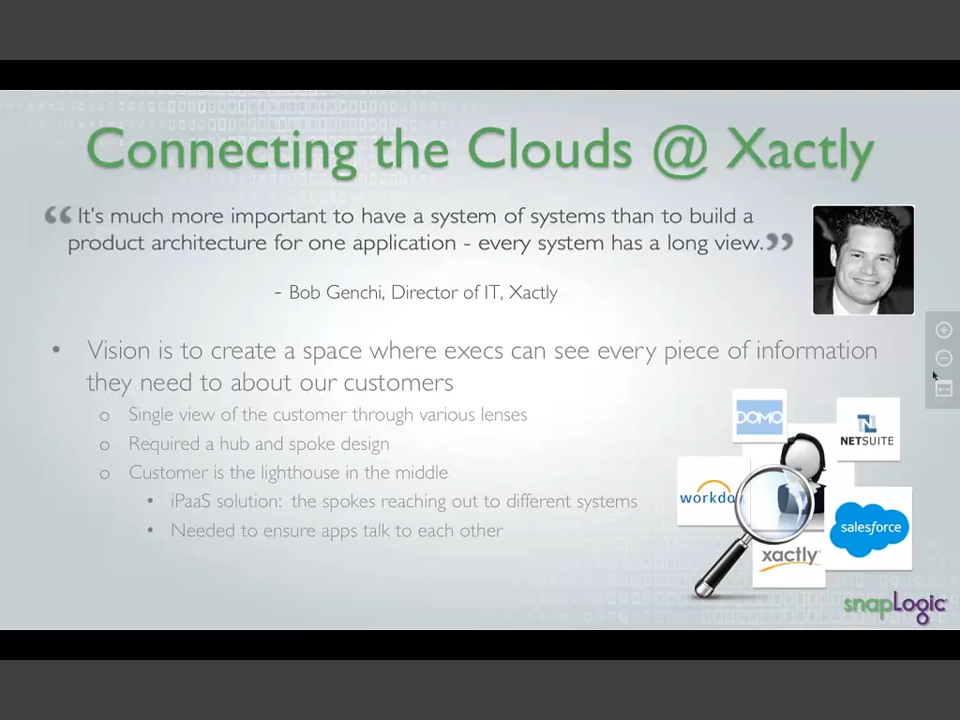 Connecting the Clouds @ Xactly
“It's much more important to have a system of systems than to build a
product architecture for one application - every system has a long view.”
- Bob Genchi, Director of IT, Xactly
• Vision is to create a space where execs can see every piece of information
they need to about our customers
o Single view of the customer through various lenses
o Required a hub and spoke design
o Customer is the lighthouse in the middle
• iPaaS solution: the spokes reaching out to different systems
• Needed to ensure apps talk to each other
DOMO
NETSUITE
workda
salesforce
xactly
snapLogic